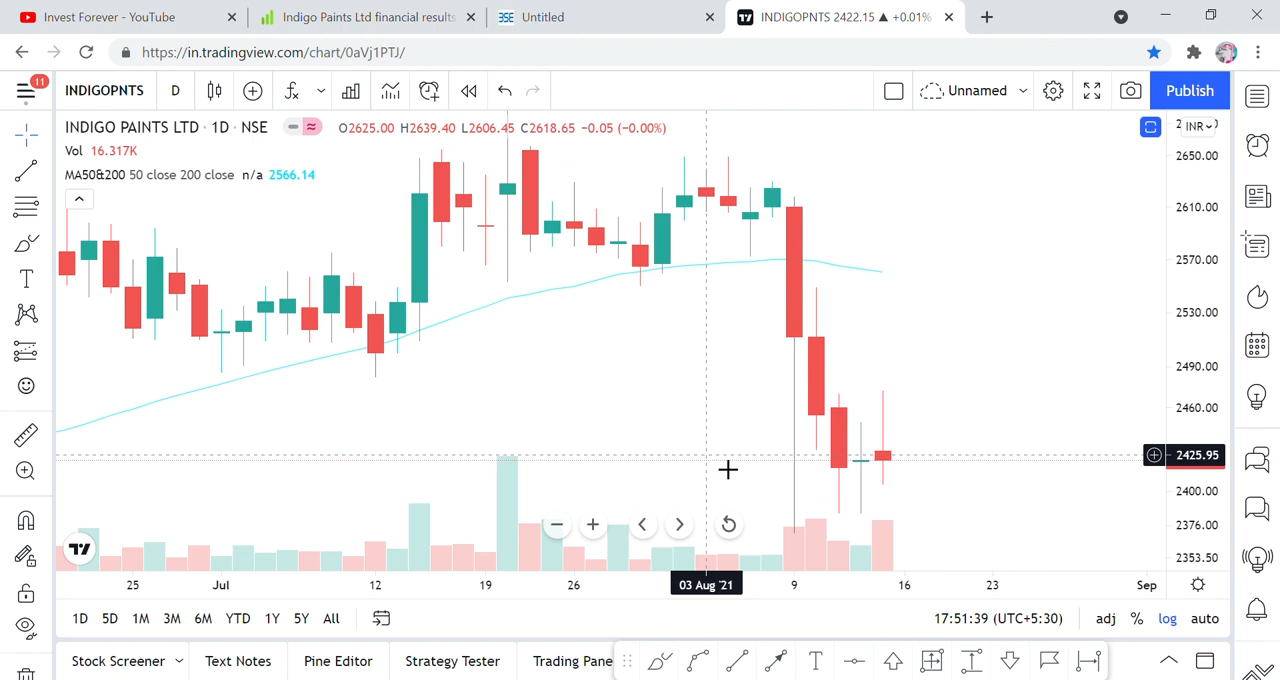 Invest Forever - YouTube
Indigo Paints Ltd financial results
BSE Untitled
INDIGOPNTS 2422.15 ▲ +0.01%
https://in.tradingview.com/chart/0aVj1PTJ/
11
INDIGOPNTS D
Unnamed
Publish
INDIGO PAINTS LTD · 1D · NSE
O2625.00 H2639.40 L2606.45 C2618.65 −0.05 (−0.00%)
INR
Vol 16.317K
MA50&200 50 close 200 close n/a 2566.14
2650.00
2610.00
2570.00
2530.00
2490.00
2460.00
2425.95
2400.00
2376.00
2353.50
25 Jul 12 19 26 03 Aug '21 9 16 23 Sep
1D 5D 1M 3M 6M YTD 1Y 5Y All
17:51:39 (UTC+5:30) adj % log auto
Stock Screener Text Notes Pine Editor Strategy Tester Trading Pane